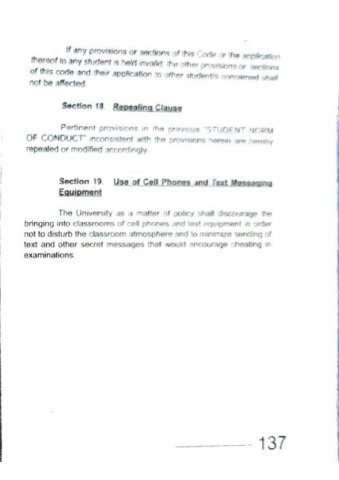 If any provisions or sections of this Code or the application
thereof to any student is held invalid, the other provisions or sections
of this code and their application to other student/s concerned shall
not be affected.
Section 18. Repealing Clause
Pertinent provisions in the previous "STUDENT NORM
OF CONDUCT" inconsistent with the provisions herein are hereby
repealed or modified accordingly.
Section 19. Use of Cell Phones and Text Messaging
Equipment
The University as a matter of policy shall discourage the
bringing into classrooms of cell phones and text equipment in order
not to disturb the classroom atmosphere and to minimize sending of
text and other secret messages that would encourage cheating in
examinations.
137